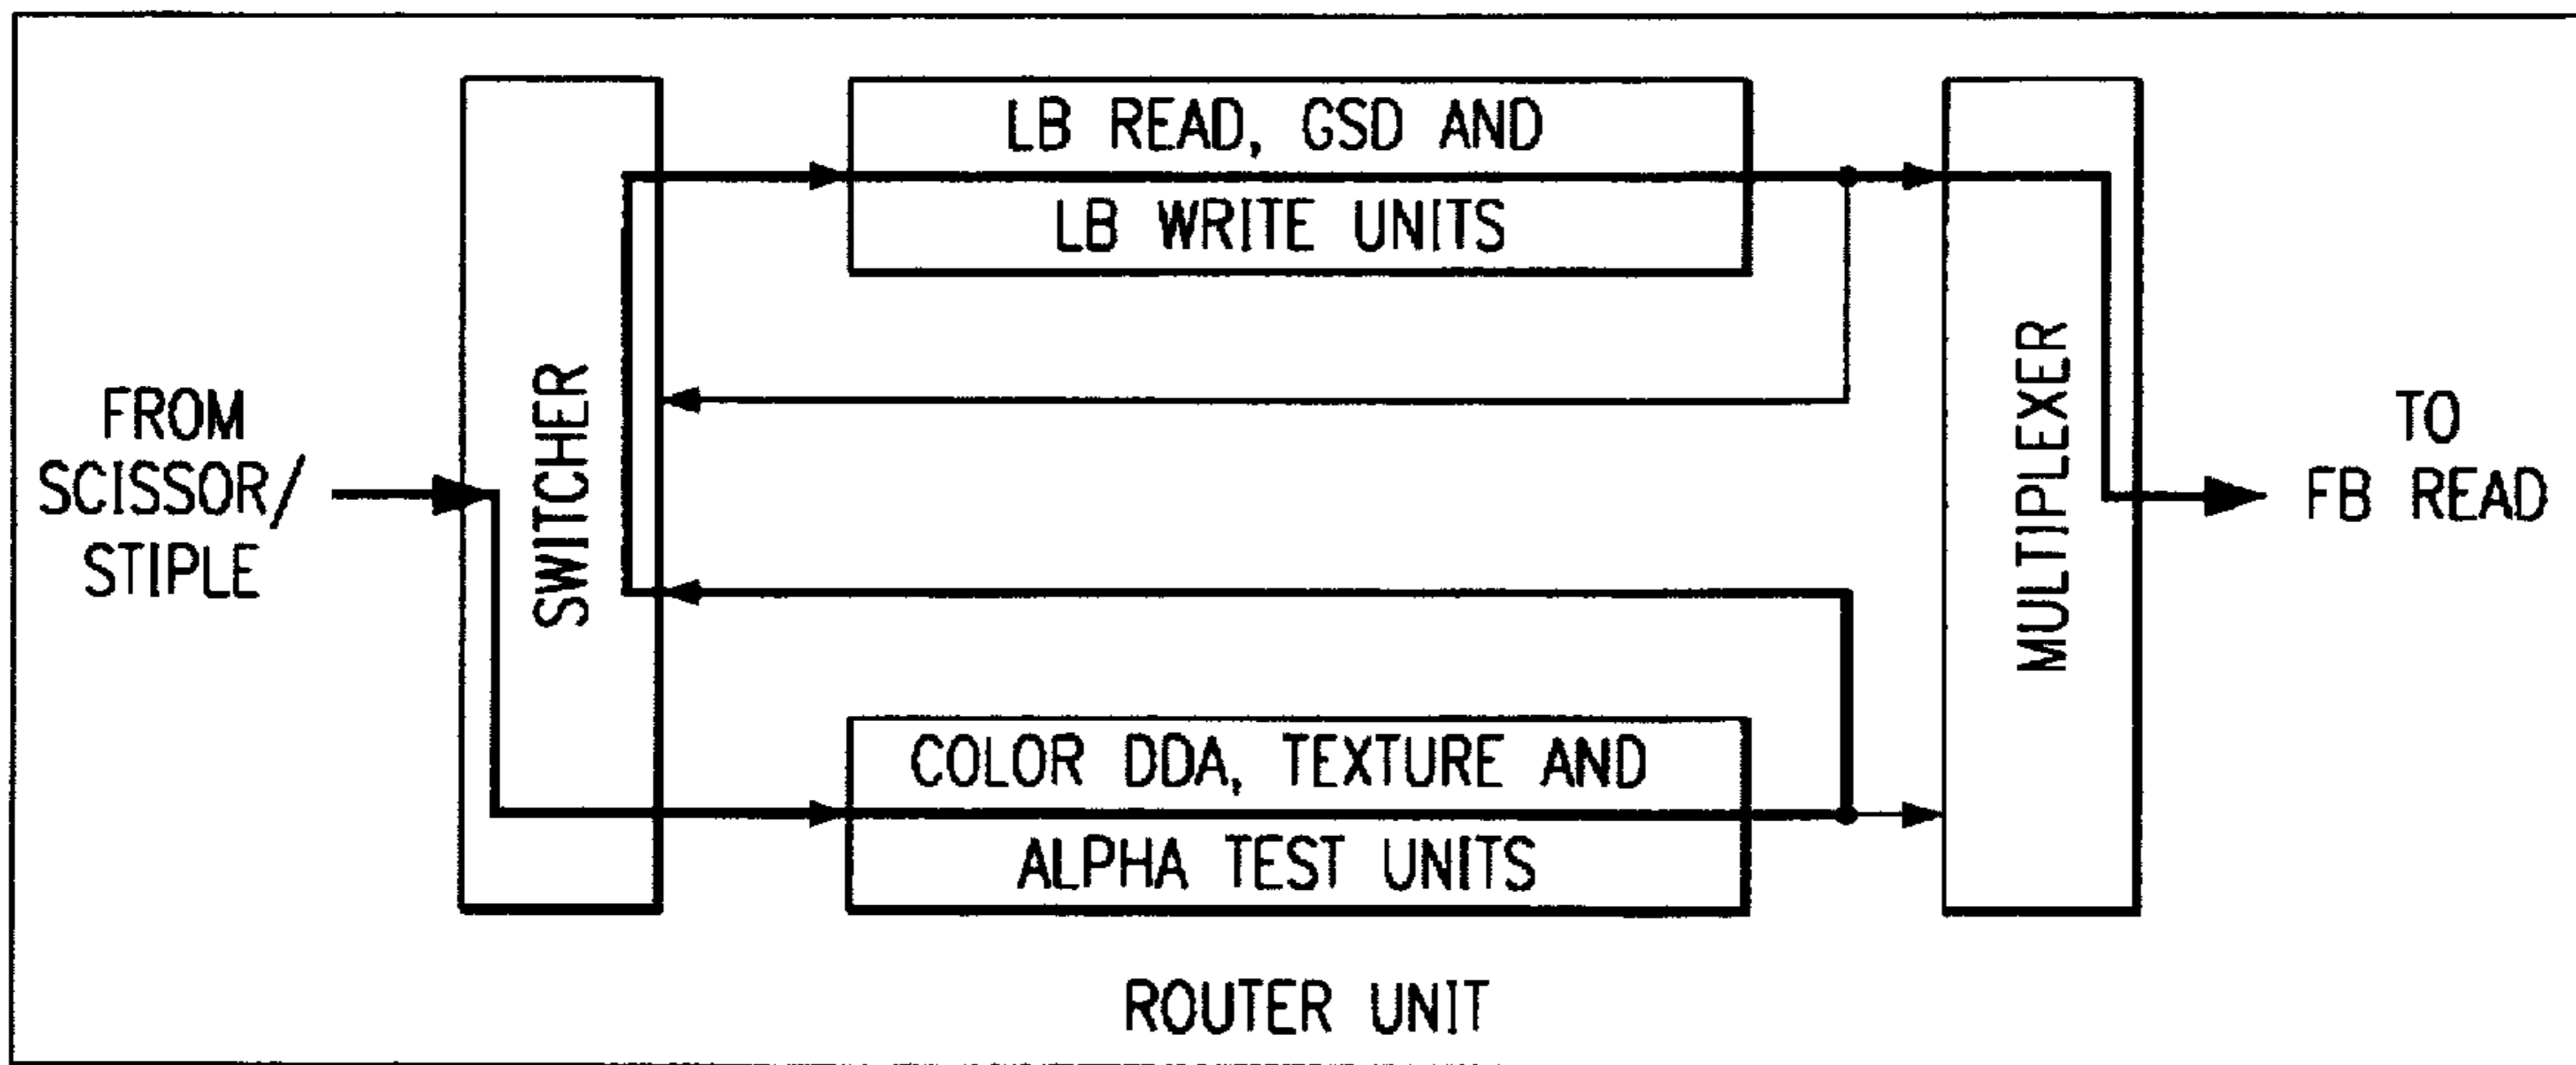 FROM
SCISSOR/
STIPLE
SWITCHER
LB READ, GSD AND
LB WRITE UNITS
COLOR DDA, TEXTURE AND
ALPHA TEST UNITS
MULTIPLEXER
TO
FB READ
ROUTER UNIT